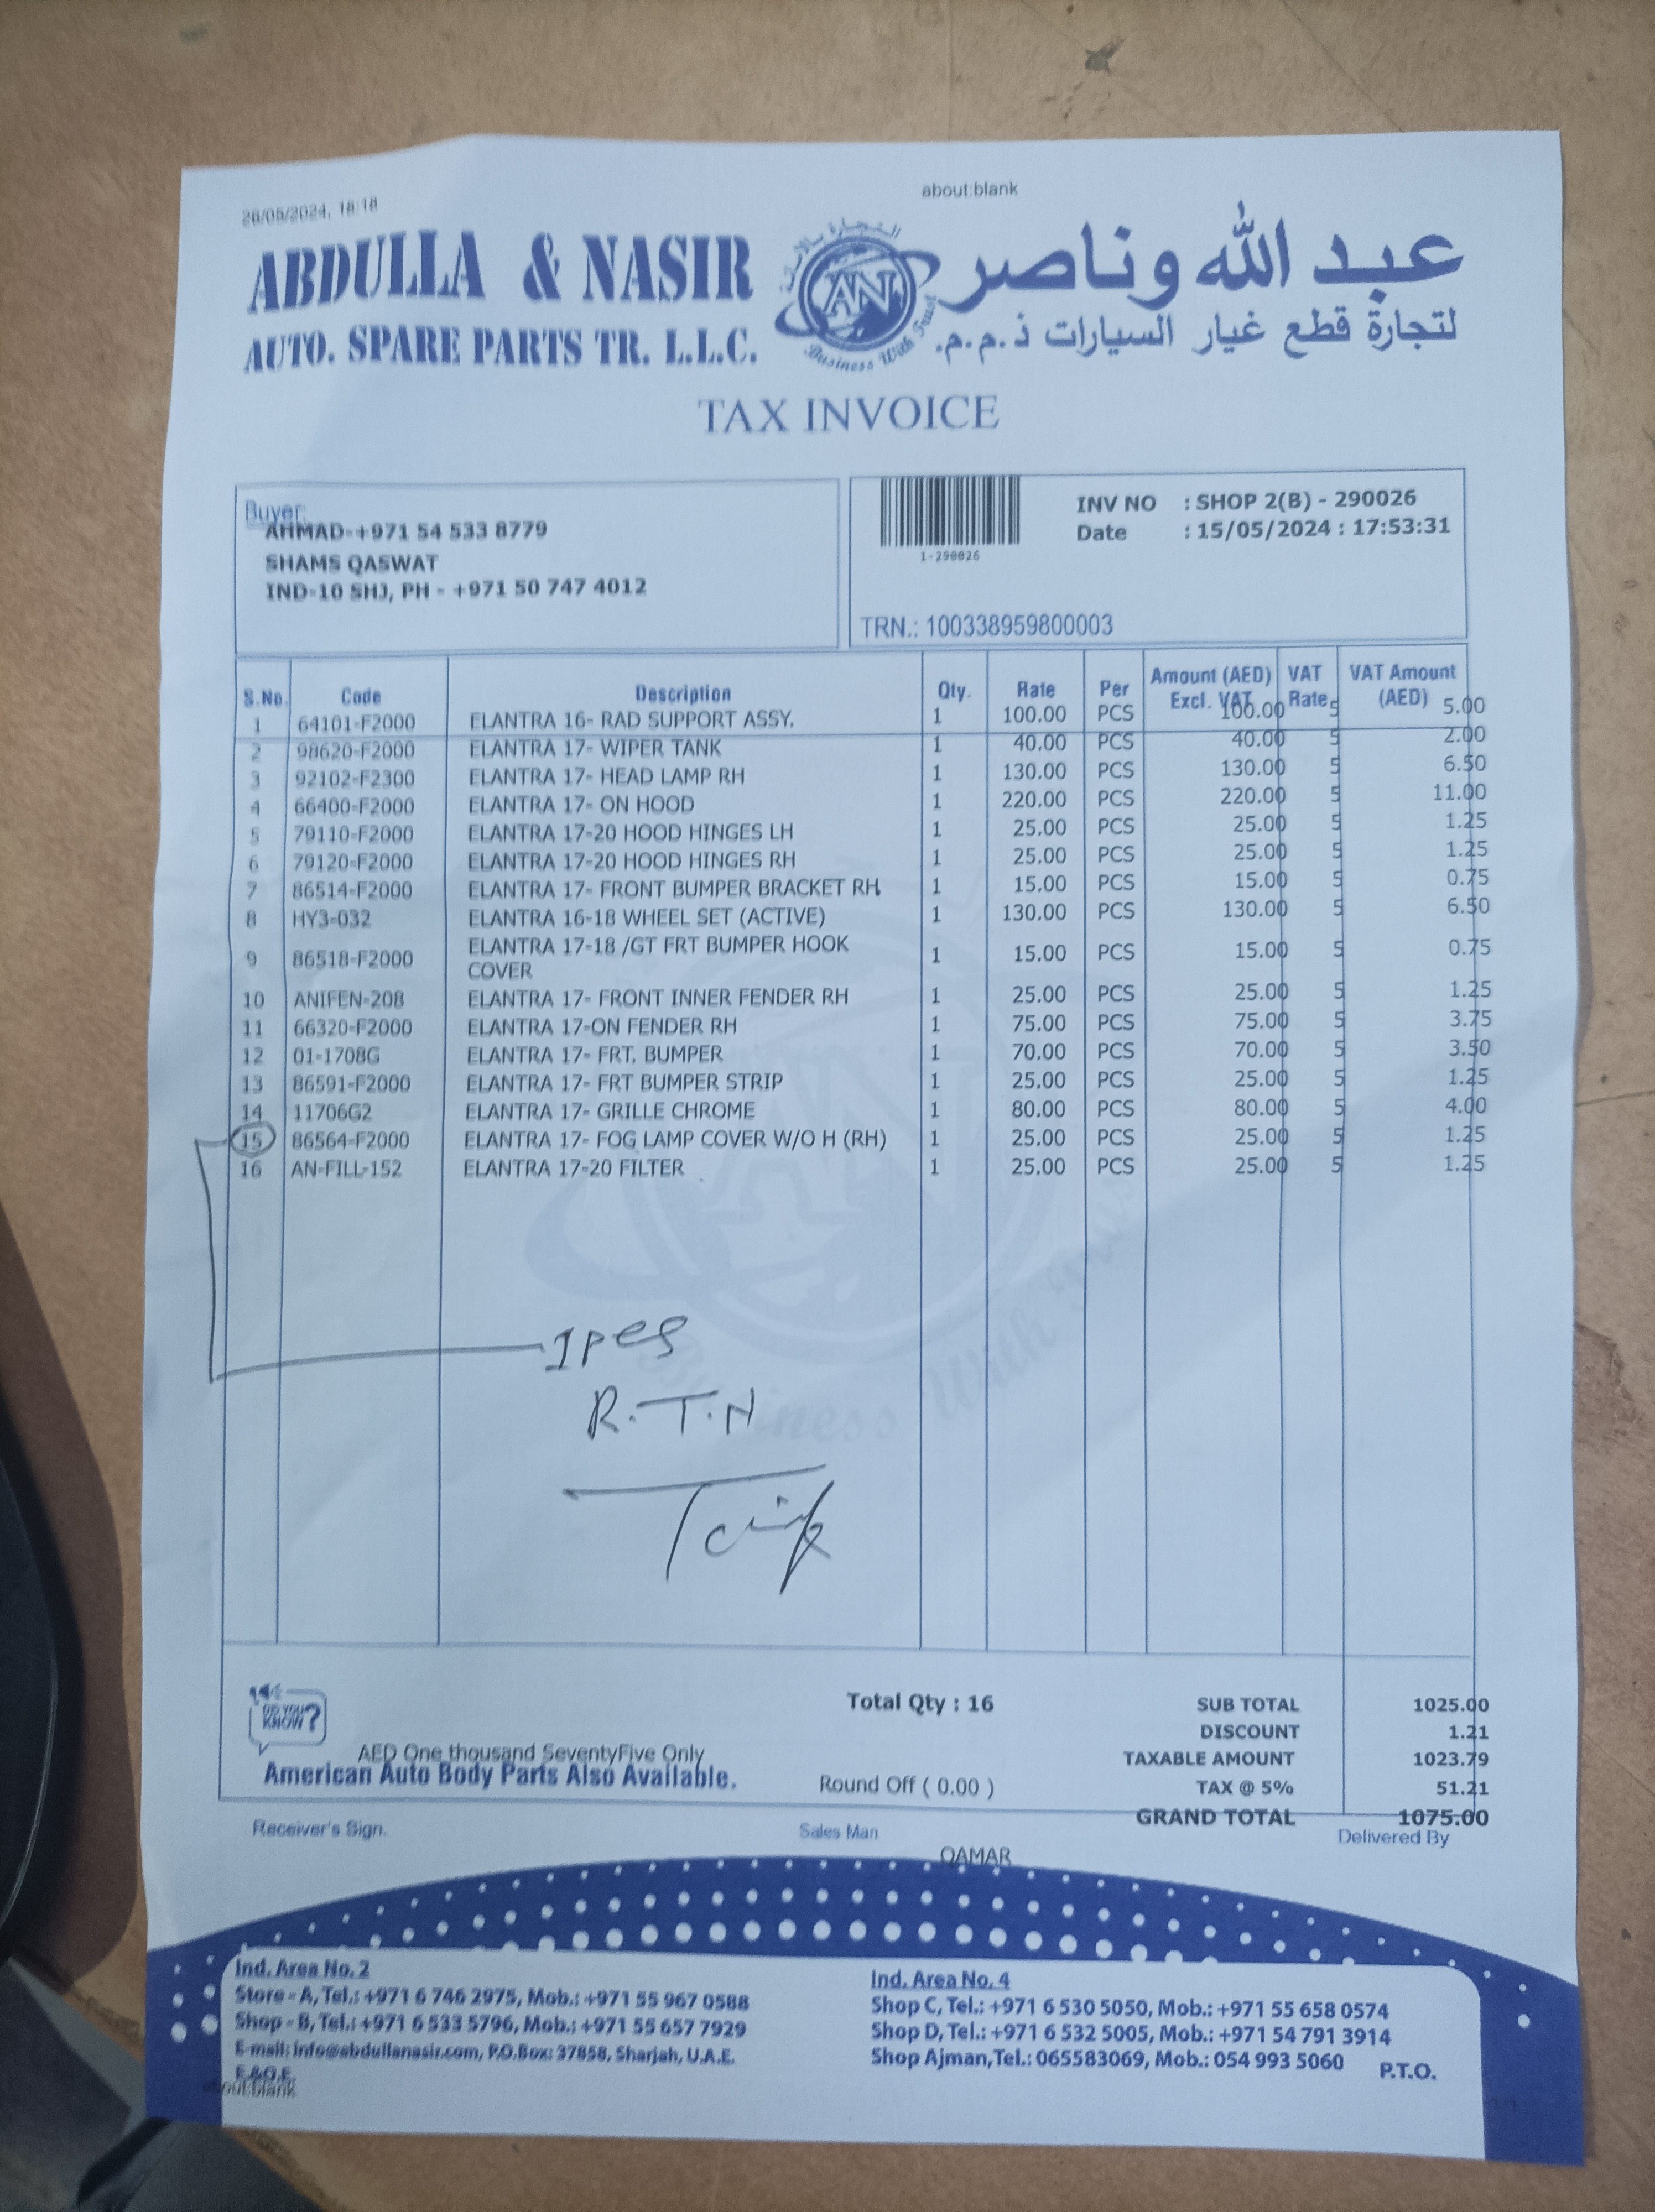 26/05/2024, 18:18
about:blank
ABDULLA & NASIR
AUTO. SPARE PARTS TR. L.L.C.
AN
Business With Trust
عبد الله وناصر
لتجارة قطع غيار السيارات ذ.م.م.
TAX INVOICE
Buyer:
AHMAD-+971 54 533 8779
SHAMS QASWAT
IND-10 SHJ, PH - +971 50 747 4012
1-290026
INV NO : SHOP 2(B) - 290026
Date : 15/05/2024 : 17:53:31
TRN.: 100338959800003
S.No. Code Description Qty. Rate Per Amount (AED) Excl. VAT VAT Rate VAT Amount (AED)
1 64101-F2000 ELANTRA 16- RAD SUPPORT ASSY. 1 100.00 PCS 100.00 5 5.00
2 98620-F2000 ELANTRA 17- WIPER TANK 1 40.00 PCS 40.00 5 2.00
3 92102-F2300 ELANTRA 17- HEAD LAMP RH 1 130.00 PCS 130.00 5 6.50
4 66400-F2000 ELANTRA 17- ON HOOD 1 220.00 PCS 220.00 5 11.00
5 79110-F2000 ELANTRA 17-20 HOOD HINGES LH 1 25.00 PCS 25.00 5 1.25
6 79120-F2000 ELANTRA 17-20 HOOD HINGES RH 1 25.00 PCS 25.00 5 1.25
7 86514-F2000 ELANTRA 17- FRONT BUMPER BRACKET RH 1 15.00 PCS 15.00 5 0.75
8 HY3-032 ELANTRA 16-18 WHEEL SET (ACTIVE) 1 130.00 PCS 130.00 5 6.50
9 86518-F2000 ELANTRA 17-18 /GT FRT BUMPER HOOK COVER 1 15.00 PCS 15.00 5 0.75
10 ANIFEN-208 ELANTRA 17- FRONT INNER FENDER RH 1 25.00 PCS 25.00 5 1.25
11 66320-F2000 ELANTRA 17-ON FENDER RH 1 75.00 PCS 75.00 5 3.75
12 01-1708G ELANTRA 17- FRT. BUMPER 1 70.00 PCS 70.00 5 3.50
13 86591-F2000 ELANTRA 17- FRT BUMPER STRIP 1 25.00 PCS 25.00 5 1.25
14 11706G2 ELANTRA 17- GRILLE CHROME 1 80.00 PCS 80.00 5 4.00
15 86564-F2000 ELANTRA 17- FOG LAMP COVER W/O H (RH) 1 25.00 PCS 25.00 5 1.25
16 AN-FILL-152 ELANTRA 17-20 FILTER 1 25.00 PCS 25.00 5 1.25
1 pes
R.T.N
DO YOU KNOW?
Total Qty : 16
SUB TOTAL 1025.00
DISCOUNT 1.21
AED One thousand SeventyFive Only
TAXABLE AMOUNT 1023.79
American Auto Body Parts Also Available.
Round Off ( 0.00 )
TAX @ 5% 51.21
GRAND TOTAL 1075.00
Receiver's Sign.
Sales Man
Delivered By
QAMAR
Ind. Area No. 2
Store - A, Tel.: +971 6 746 2975, Mob.: +971 55 967 0588
Shop - B, Tel.: +971 6 533 5796, Mob.: +971 55 657 7929
E-mail: info@abdullanasir.com, P.O.Box: 37858, Sharjah, U.A.E.
E.&O.E.
about:blank
Ind. Area No. 4
Shop C, Tel.: +971 6 530 5050, Mob.: +971 55 658 0574
Shop D, Tel.: +971 6 532 5005, Mob.: +971 54 791 3914
Shop Ajman,Tel.: 065583069, Mob.: 054 993 5060
P.T.O.